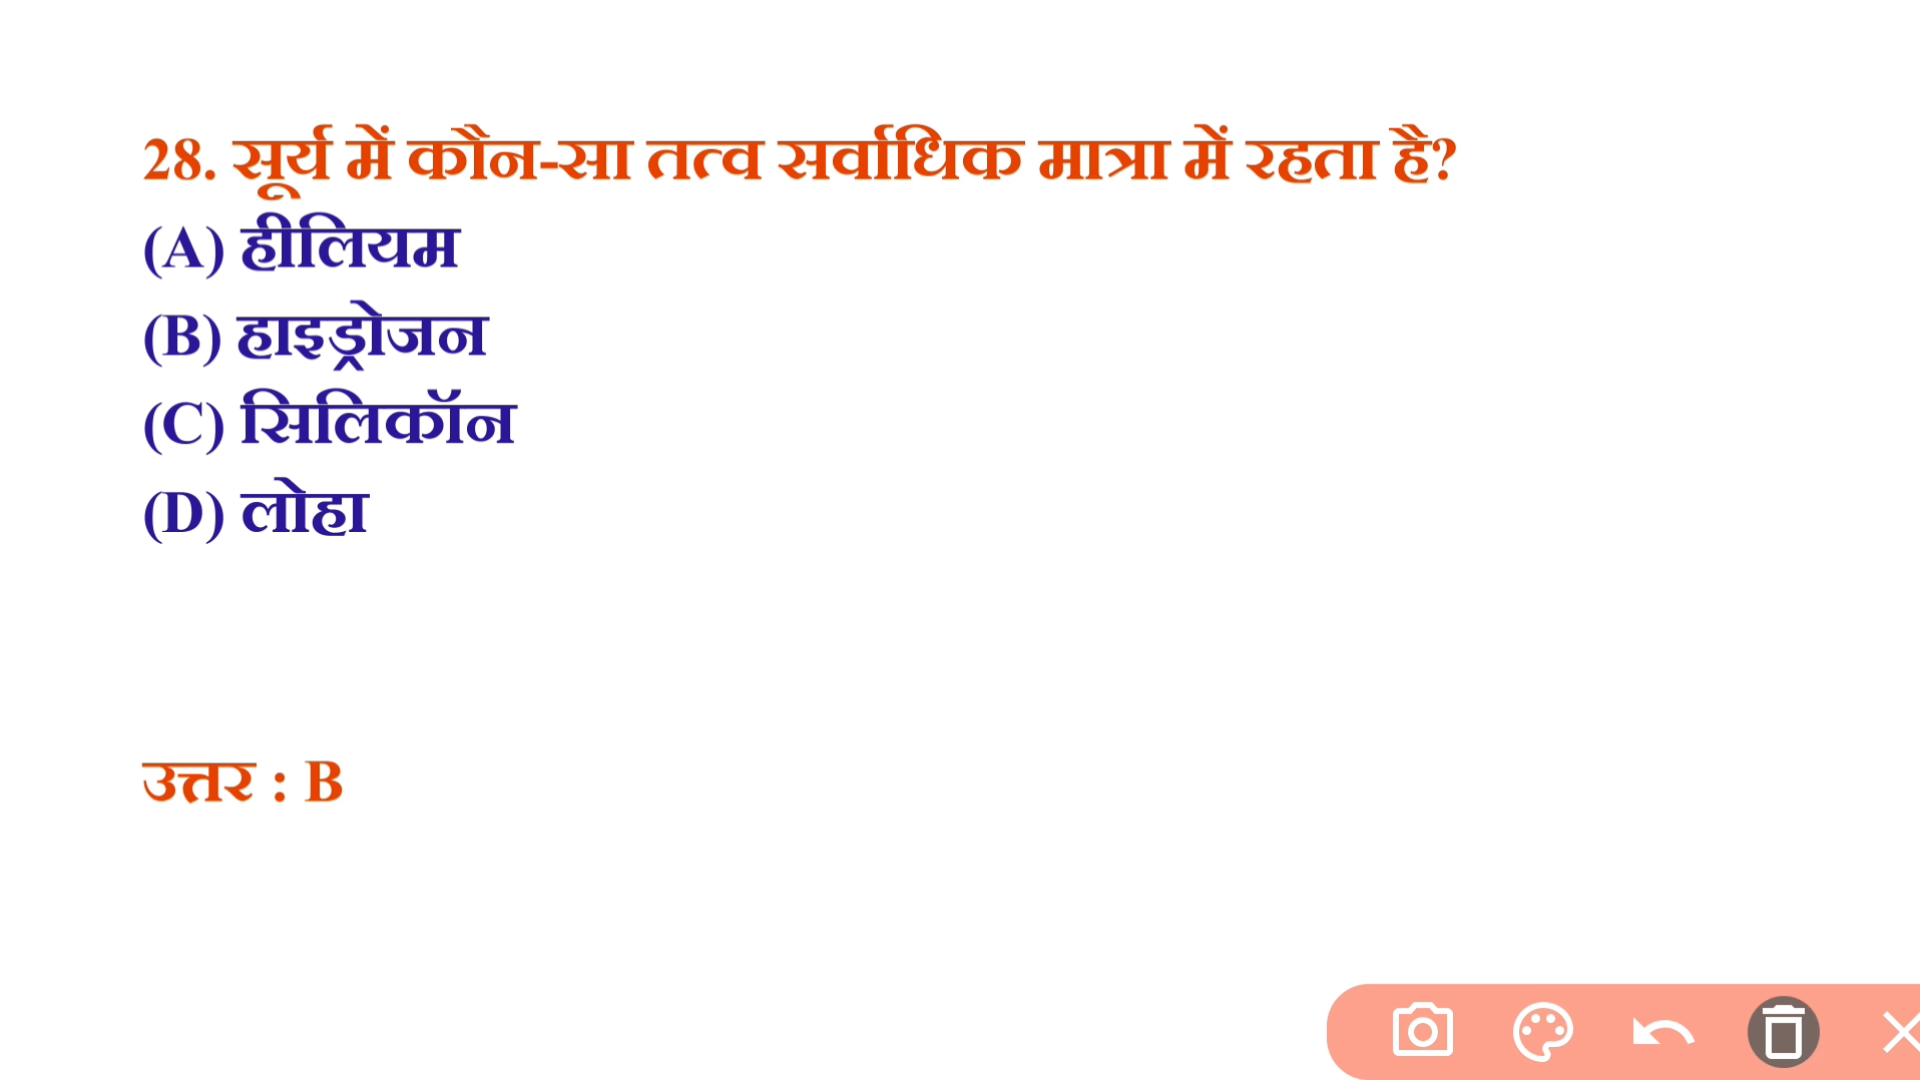 28. सूर्य में कौन-सा तत्व सर्वाधिक मात्रा में रहता है?
(A) हीलियम
(B) हाइड्रोजन
(C) सिलिकॉन
(D) लोहा
उत्तर : B